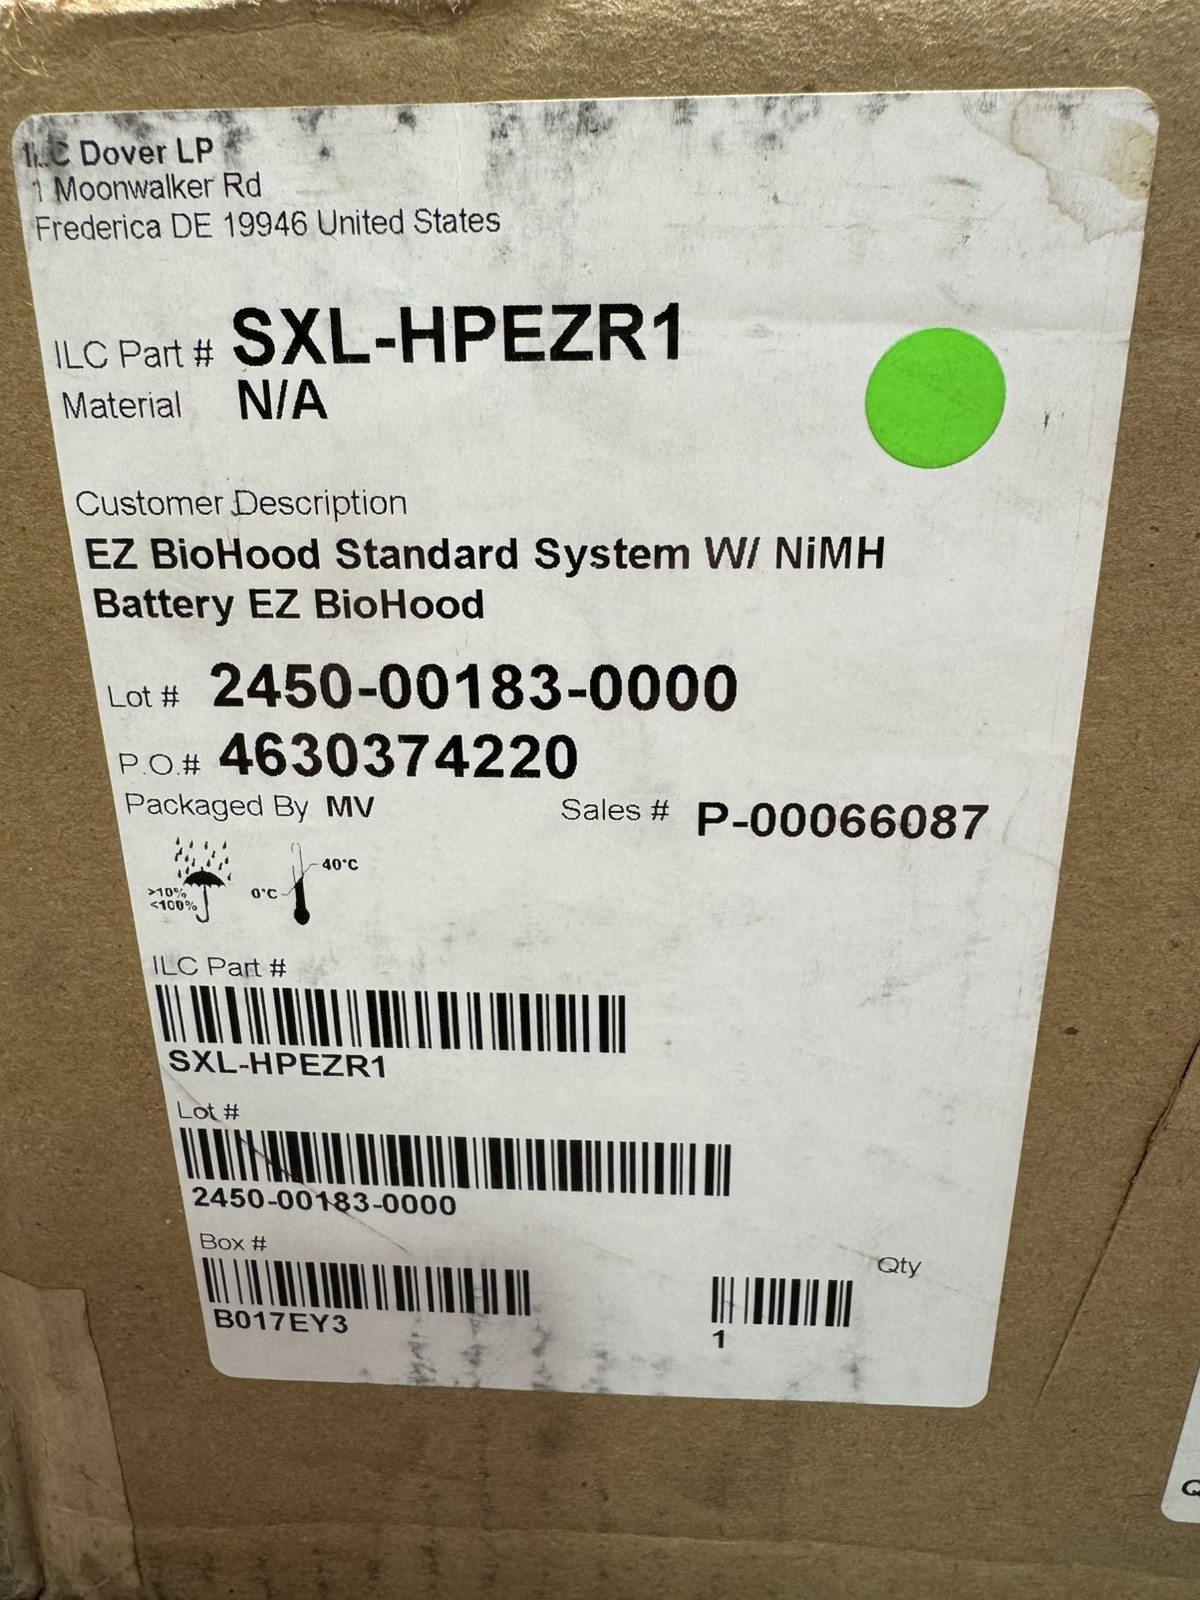 ILC Dover LP
1 Moonwalker Rd
Frederica DE 19946 United States
ILC Part # SXL-HPEZR1
Material N/A
Customer Description
EZ BioHood Standard System W/ NiMH
Battery EZ BioHood
Lot # 2450-00183-0000
P.O.# 4630374220
Packaged By MV Sales # P-00066087
40°C
>10% 0°C
<100%
ILC Part #
SXL-HPEZR1
Lot #
2450-00183-0000
Box # Qty
B017EY3 1